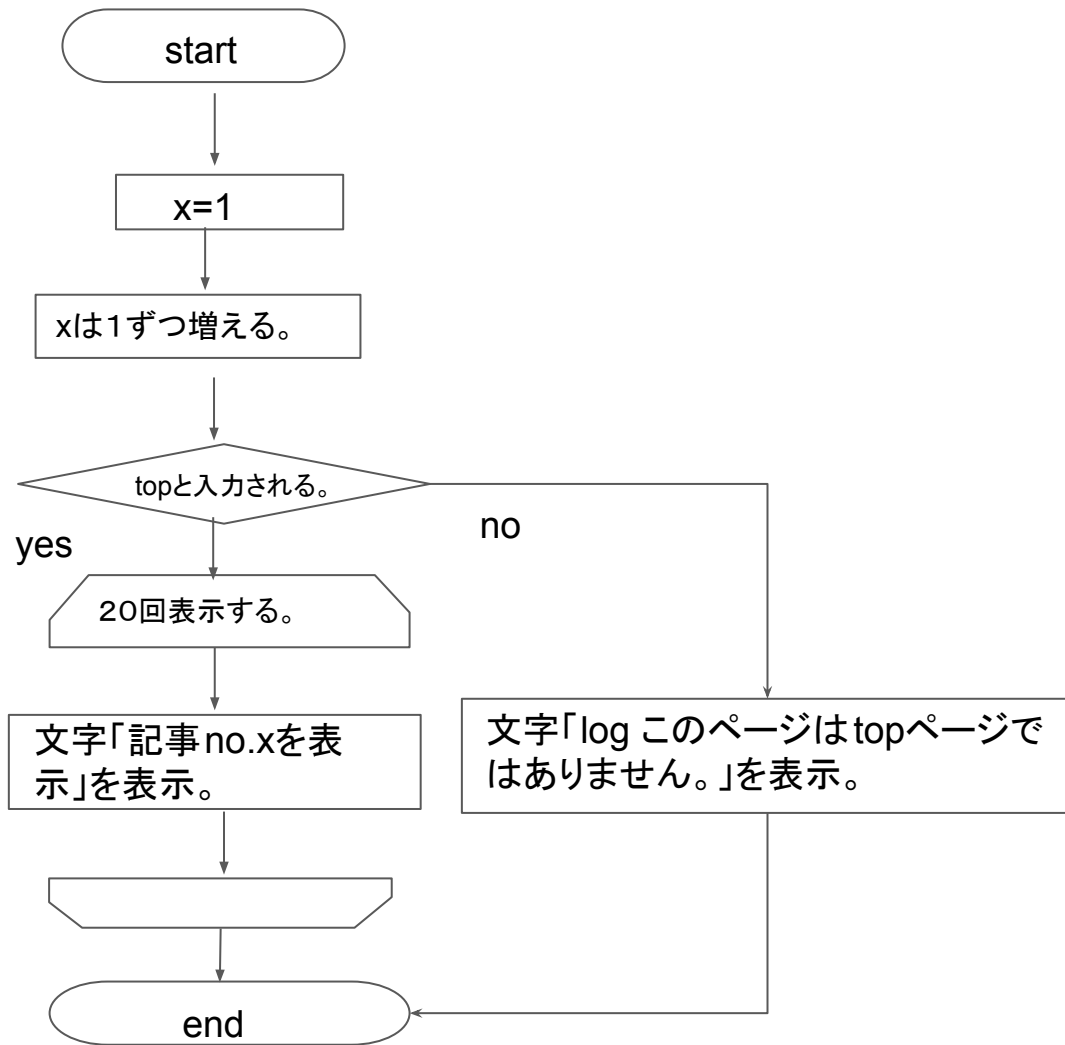 start
x=1
xは１ずつ増える。
topと入力される。
yes
no
２０回表示する。
文字「記事no.xを表
示」を表示。
文字「log このページはtopページで
はありません。」を表示。
end